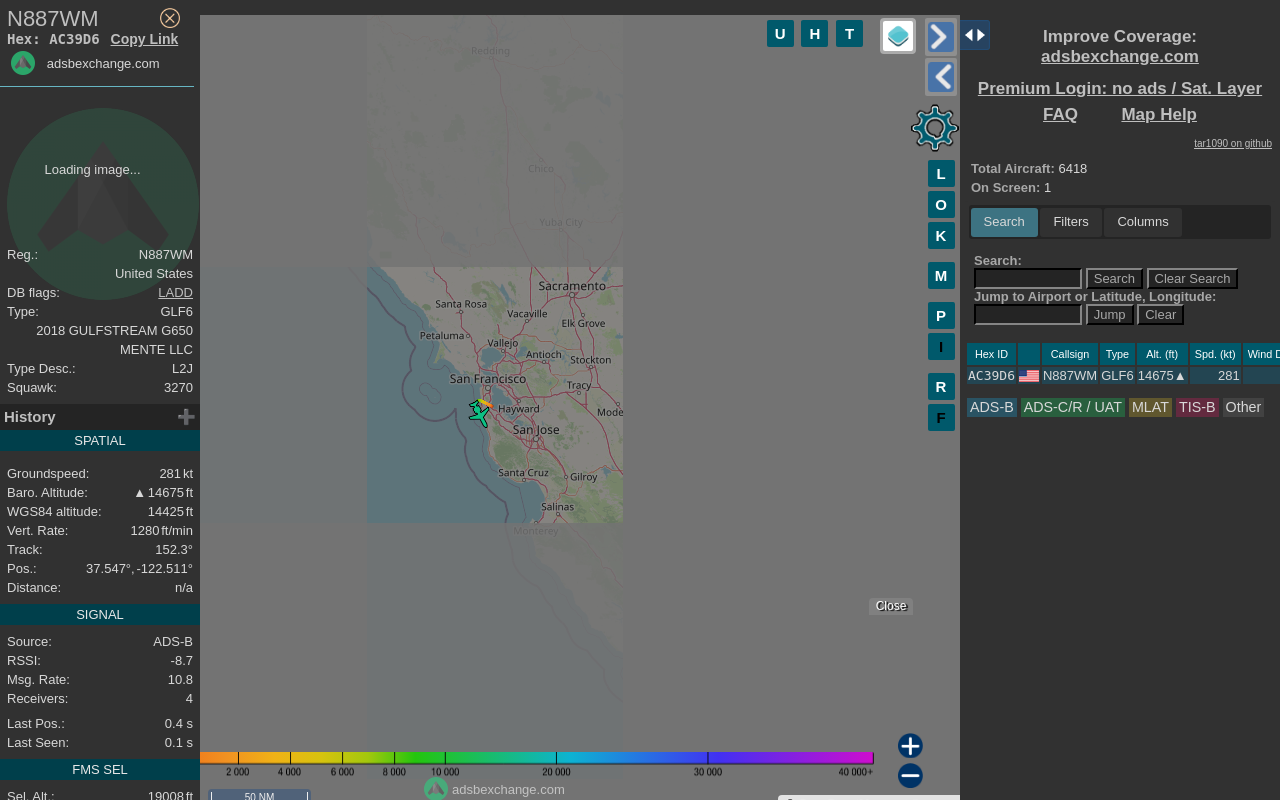 N887WM
Hex: AC39D6 Copy Link
adsbexchange.com
Loading image...
Reg.: N887WM
United States
DB flags: LADD
Type: GLF6
2018 GULFSTREAM G650
MENTE LLC
Type Desc.: L2J
Squawk: 3270
History
SPATIAL
Groundspeed: 281 kt
Baro. Altitude: ▲ 14675 ft
WGS84 altitude: 14425 ft
Vert. Rate: 1280 ft/min
Track: 152.3°
Pos.: 37.547°, -122.511°
Distance: n/a
SIGNAL
Source: ADS-B
RSSI: -8.7
Msg. Rate: 10.8
Receivers: 4
Last Pos.: 0.4 s
Last Seen: 0.1 s
FMS SEL
Sel. Alt.: 19008 ft
U H T
Redding
Chico
Yuba City
Sacramento
Santa Rosa
Vacaville
Elk Grove
Petaluma
Vallejo
Antioch
Stockton
San Francisco
Tracy
Hayward
Mode
San Jose
Santa Cruz
Gilroy
Salinas
Monterey
L
O
K
M
P
I
R
F
Close
2 000 4 000 6 000 8 000 10 000 20 000 30 000 40 000+
adsbexchange.com
50 NM
Improve Coverage:
adsbexchange.com
Premium Login: no ads / Sat. Layer
FAQ Map Help
tar1090 on github
Total Aircraft: 6418
On Screen: 1
Search Filters Columns
Search:
Search Clear Search
Jump to Airport or Latitude, Longitude:
Jump Clear
Hex ID Callsign Type Alt. (ft) Spd. (kt) Wind D
AC39D6 N887WM GLF6 14675▲ 281
ADS-B ADS-C/R / UAT MLAT TIS-B Other